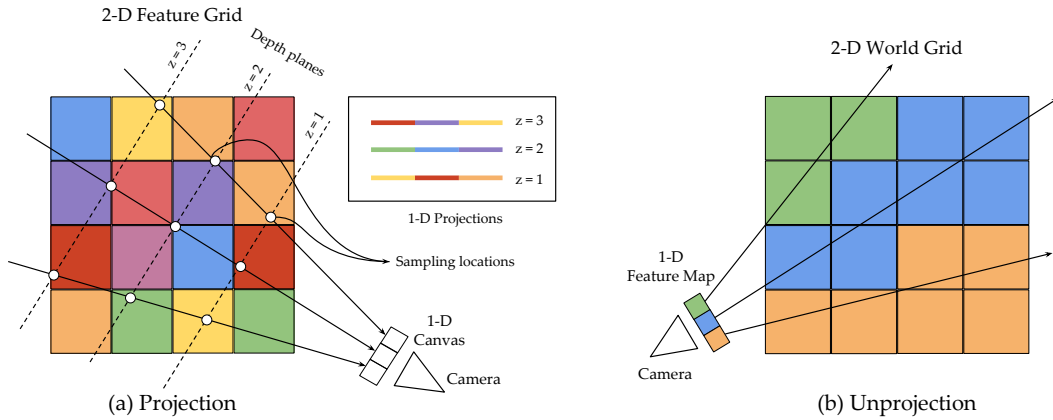 2-D Feature Grid
Depth planes
z = 3
z = 2
z = 1
z = 3
z = 2
z = 1
1-D Projections
Sampling locations
1-D
Canvas
Camera
(a) Projection
2-D World Grid
1-D
Feature Map
Camera
(b) Unprojection